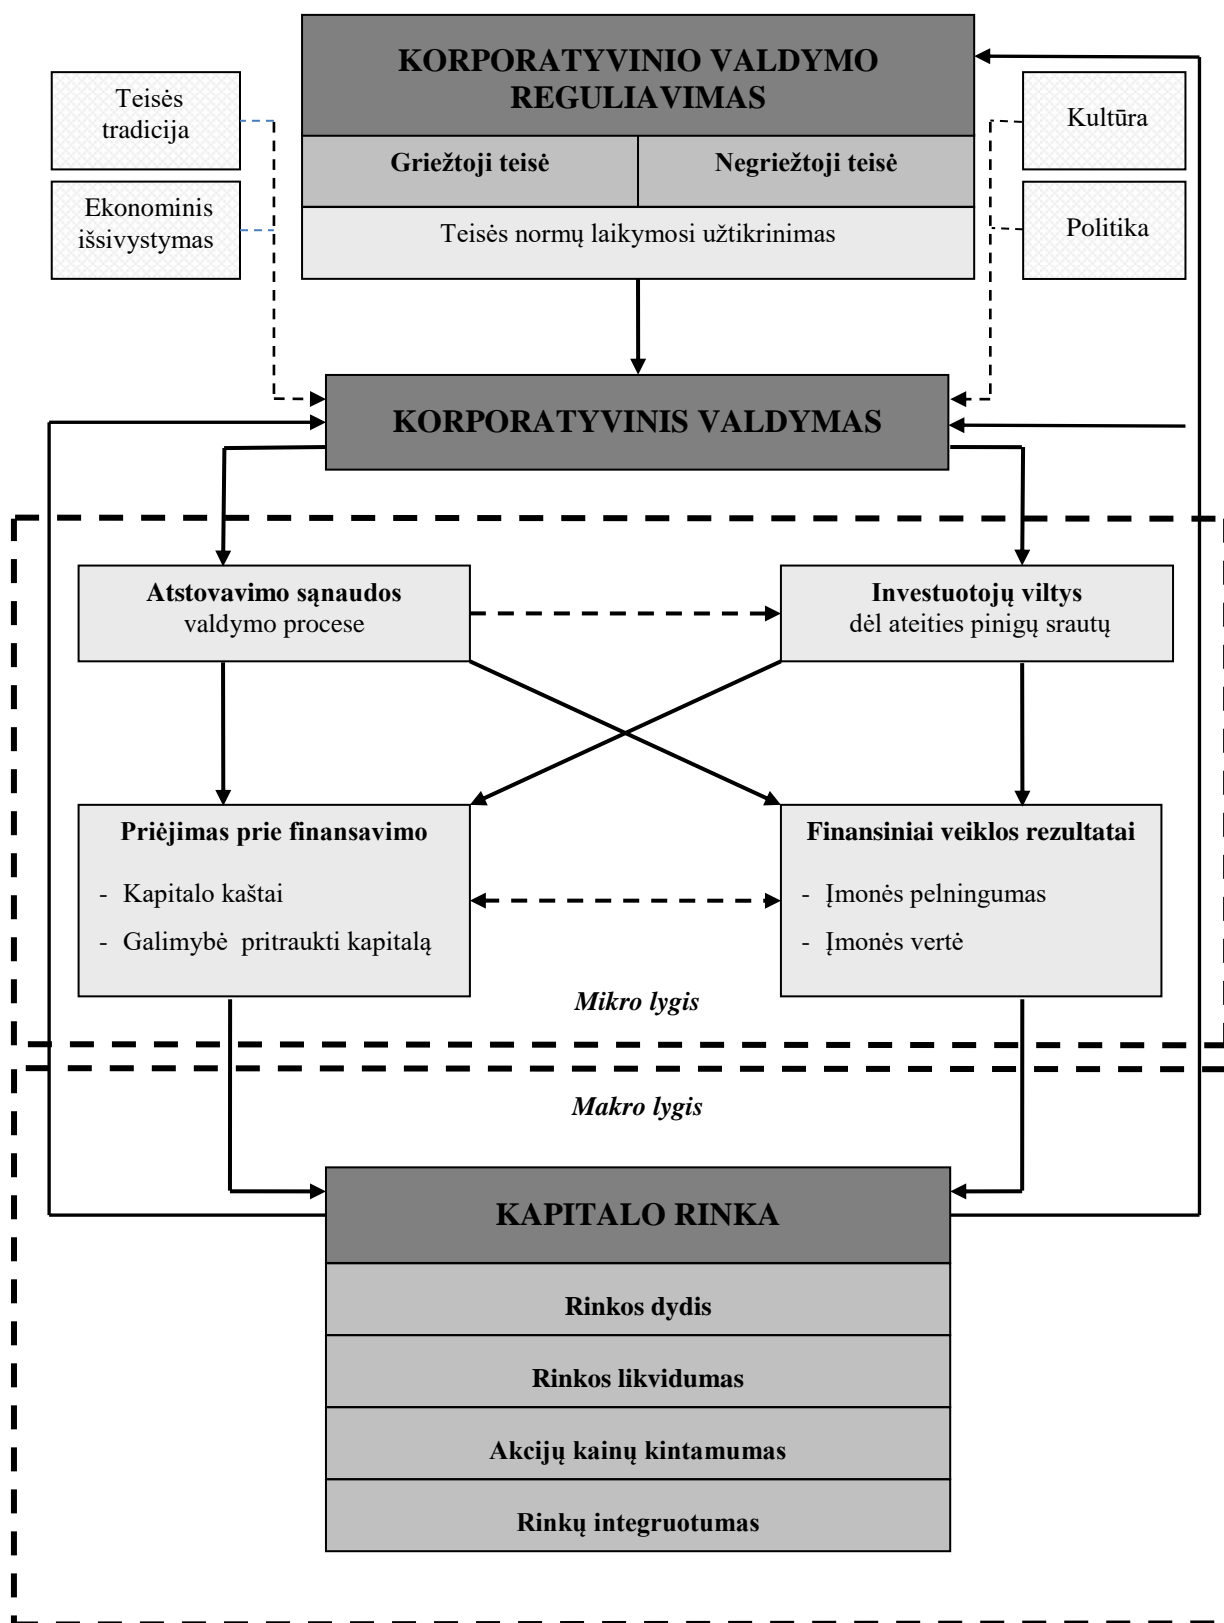 KORPORATYVINIO VALDYMO
REGULIAVIMAS
Teisės
tradicija
Kultūra
Griežtoji teisė
Negriežtoji teisė
Ekonominis
išsivystymas
Teisės normų laikymosi užtikrinimas
Politika
KORPORATYVINIS VALDYMAS
Atstovavimo sąnaudos
valdymo procese
Investuotojų viltys
dėl ateities pinigų srautų
Priėjimas prie finansavimo
- Kapitalo kaštai
- Galimybė pritraukti kapitalą
Finansiniai veiklos rezultatai
- Įmonės pelningumas
- Įmonės vertė
Mikro lygis
Makro lygis
KAPITALO RINKA
Rinkos dydis
Rinkos likvidumas
Akcijų kainų kintamumas
Rinkų integruotumas